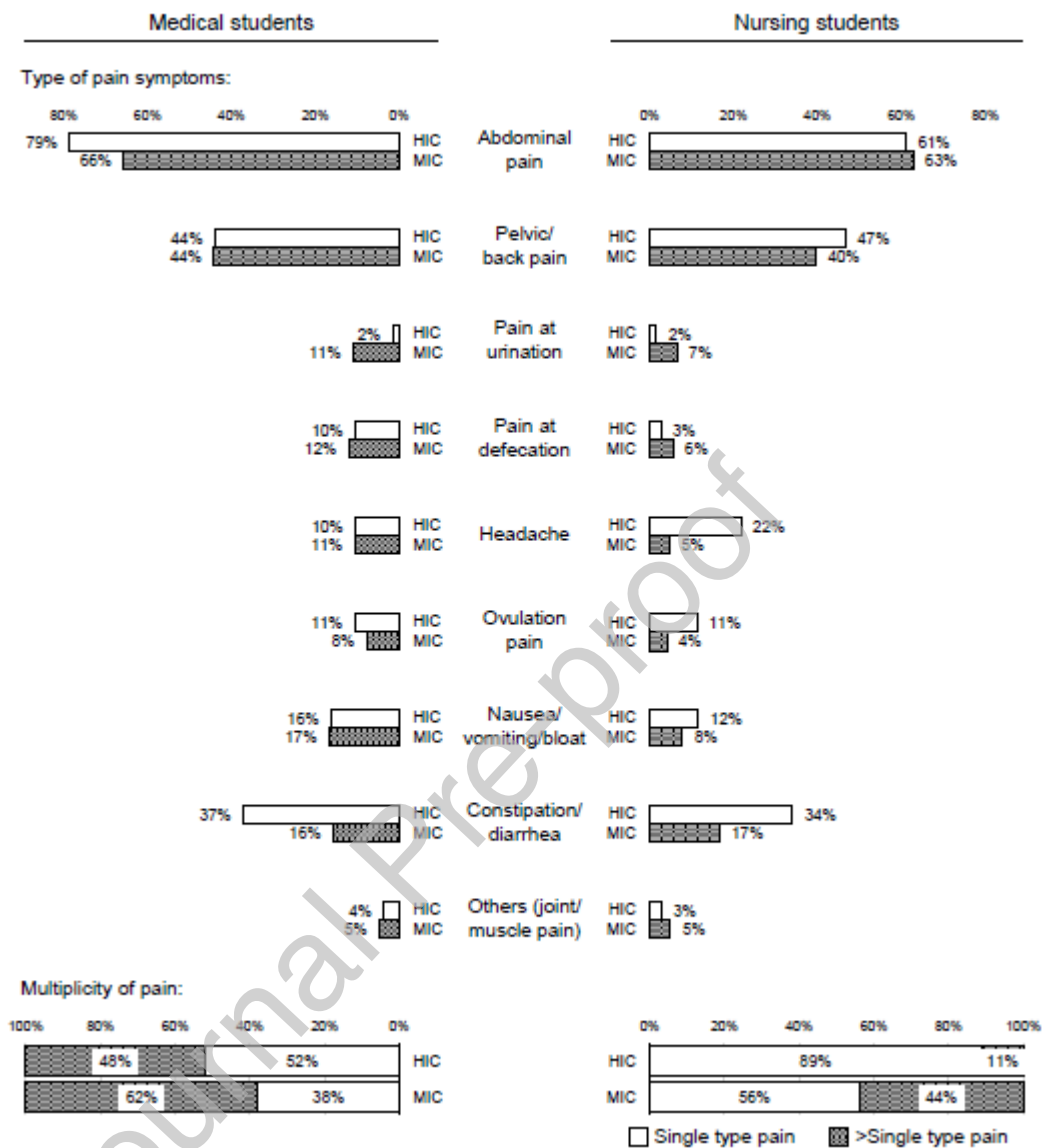 Medical students Nursing students
Type of pain symptoms:
80% 60% 40% 20% 0% 0% 20% 40% 60% 80%
79% HIC Abdominal HIC 61%
66% MIC pain MIC 63%
44% HIC Pelvic/ HIC 47%
44% MIC back pain MIC 40%
2% HIC Pain at HIC 2%
11% MIC urination MIC 7%
10% HIC Pain at HIC 3%
12% MIC defecation MIC 6%
10% HIC Headache HIC 22%
11% MIC MIC 5%
11% HIC Ovulation HIC 11%
8% MIC pain MIC 4%
16% HIC Nausea/ HIC 12%
17% MIC vomiting/bloat MIC 8%
37% HIC Constipation/ HIC 34%
16% MIC diarrhea MIC 17%
4% HIC Others (joint/ HIC 3%
5% MIC muscle pain) MIC 5%
Multiplicity of pain:
100% 80% 60% 40% 20% 0% 0% 20% 40% 60% 80% 100%
48% 52% HIC HIC 89% 11%
62% 38% MIC MIC 56% 44%
Single type pain >Single type pain
Journal Pre-proof